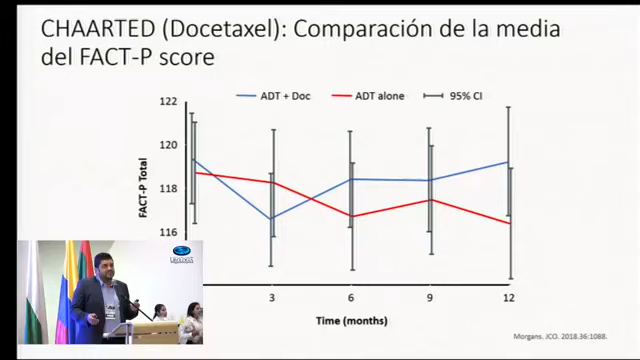 CHAARTED (Docetaxel): Comparación de la media
del FACT-P score
ADT + Doc
ADT alone
95% CI
122
120
118
116
FACT-P Total
3
6
9
12
Time (months)
Morgans. JCO. 2018.36:1088.